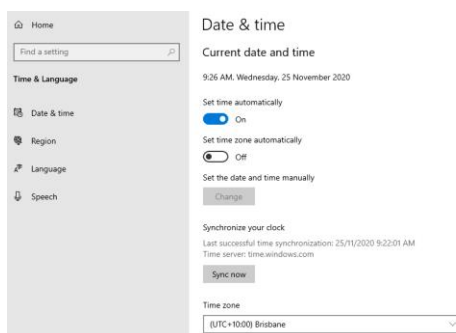 Home
Find a setting
Time & Language
Date & time
Region
Language
Speech
Date & time
Current date and time
9:26 AM, Wednesday, 25 November 2020
Set time automatically
On
Set time zone automatically
Off
Set the date and time manually
Change
Synchronize your clock
Last successful time synchronization: 25/11/2020 9:22:01 AM
Time server: time.windows.com
Sync now
Time zone
(UTC+10:00) Brisbane